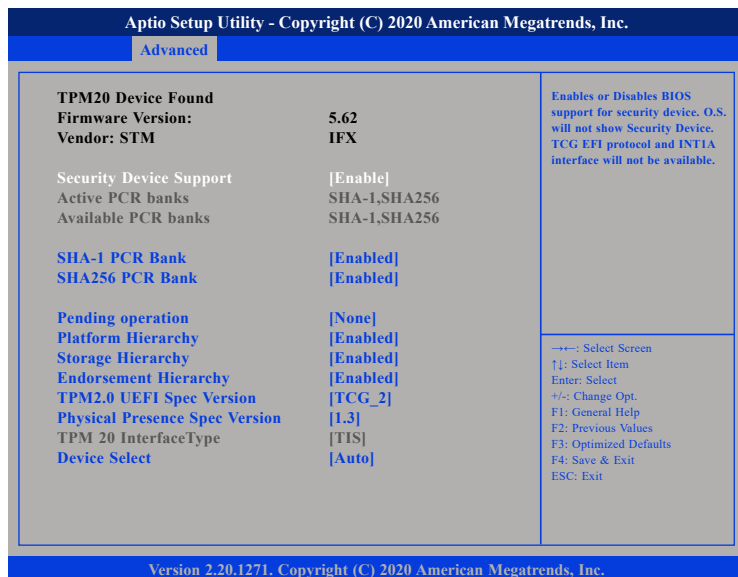 Aptio Setup Utility - Copyright (C) 2020 American Megatrends, Inc.
Advanced
TPM20 Device Found
Firmware Version: 5.62
Vendor: STM IFX
Security Device Support [Enable]
Active PCR banks SHA-1,SHA256
Available PCR banks SHA-1,SHA256
SHA-1 PCR Bank [Enabled]
SHA256 PCR Bank [Enabled]
Pending operation [None]
Platform Hierarchy [Enabled]
Storage Hierarchy [Enabled]
Endorsement Hierarchy [Enabled]
TPM2.0 UEFI Spec Version [TCG_2]
Physical Presence Spec Version [1.3]
TPM 20 InterfaceType [TIS]
Device Select [Auto]
Enables or Disables BIOS
support for security device. O.S.
will not show Security Device.
TCG EFI protocol and INT1A
interface will not be available.
→←: Select Screen
↑↓: Select Item
Enter: Select
+/-: Change Opt.
F1: General Help
F2: Previous Values
F3: Optimized Defaults
F4: Save & Exit
ESC: Exit
Version 2.20.1271. Copyright (C) 2020 American Megatrends, Inc.